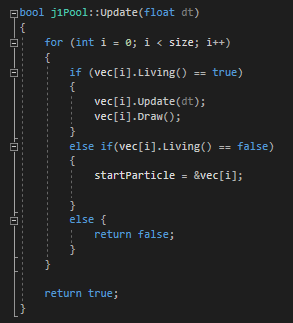 bool j1Pool::Update(float dt)
{
for (int i = 0; i < size; i++)
{
if (vec[i].Living() == true)
{
vec[i].Update(dt);
vec[i].Draw();
}
else if(vec[i].Living() == false)
{
startParticle = &vec[i];
}
else {
return false;
}
}
return true;
}